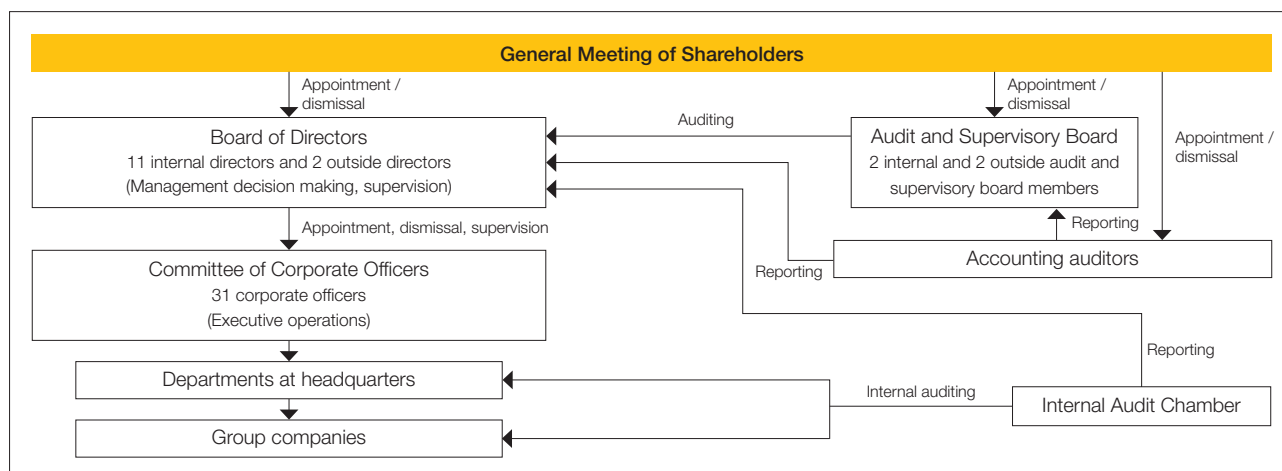 General Meeting of Shareholders
Appointment /
dismissal
Appointment /
dismissal
Appointment /
dismissal
Board of Directors
11 internal directors and 2 outside directors
(Management decision making, supervision)
Auditing
Audit and Supervisory Board
2 internal and 2 outside audit and
supervisory board members
Appointment, dismissal, supervision
Reporting
Committee of Corporate Officers
31 corporate officers
(Executive operations)
Reporting
Accounting auditors
Reporting
Departments at headquarters
Internal auditing
Internal Audit Chamber
Group companies